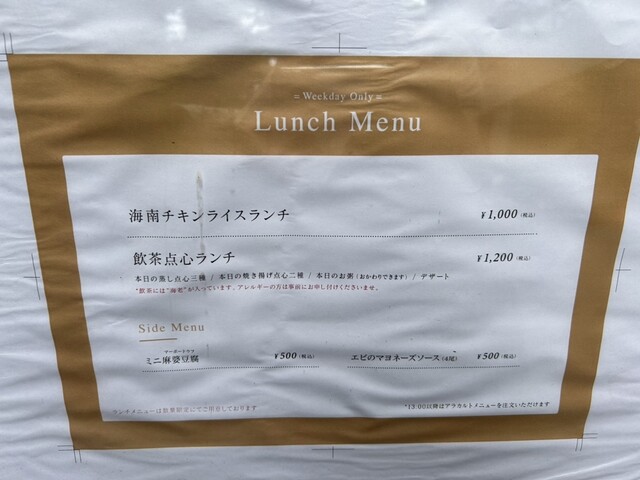 = Weekday Only =
Lunch Menu
海南チキンライスランチ ¥1,000 (税込)
飲茶点心ランチ ¥1,200 (税込)
本日の蒸し点心三種 / 本日の焼き揚げ点心二種 / 本日のお粥 (おかわりできます) / デザート
*飲茶には"海老"が入っています。アレルギーの方は事前にお申し付けくださいませ。
Side Menu
マーボードウフ
ミニ麻婆豆腐 ¥500 (税込) エビのマヨネーズソース (4尾) ¥500 (税込)
ランチメニューは数量限定にてご用意しております *13:00以降はアラカルトメニューを注文いただけます